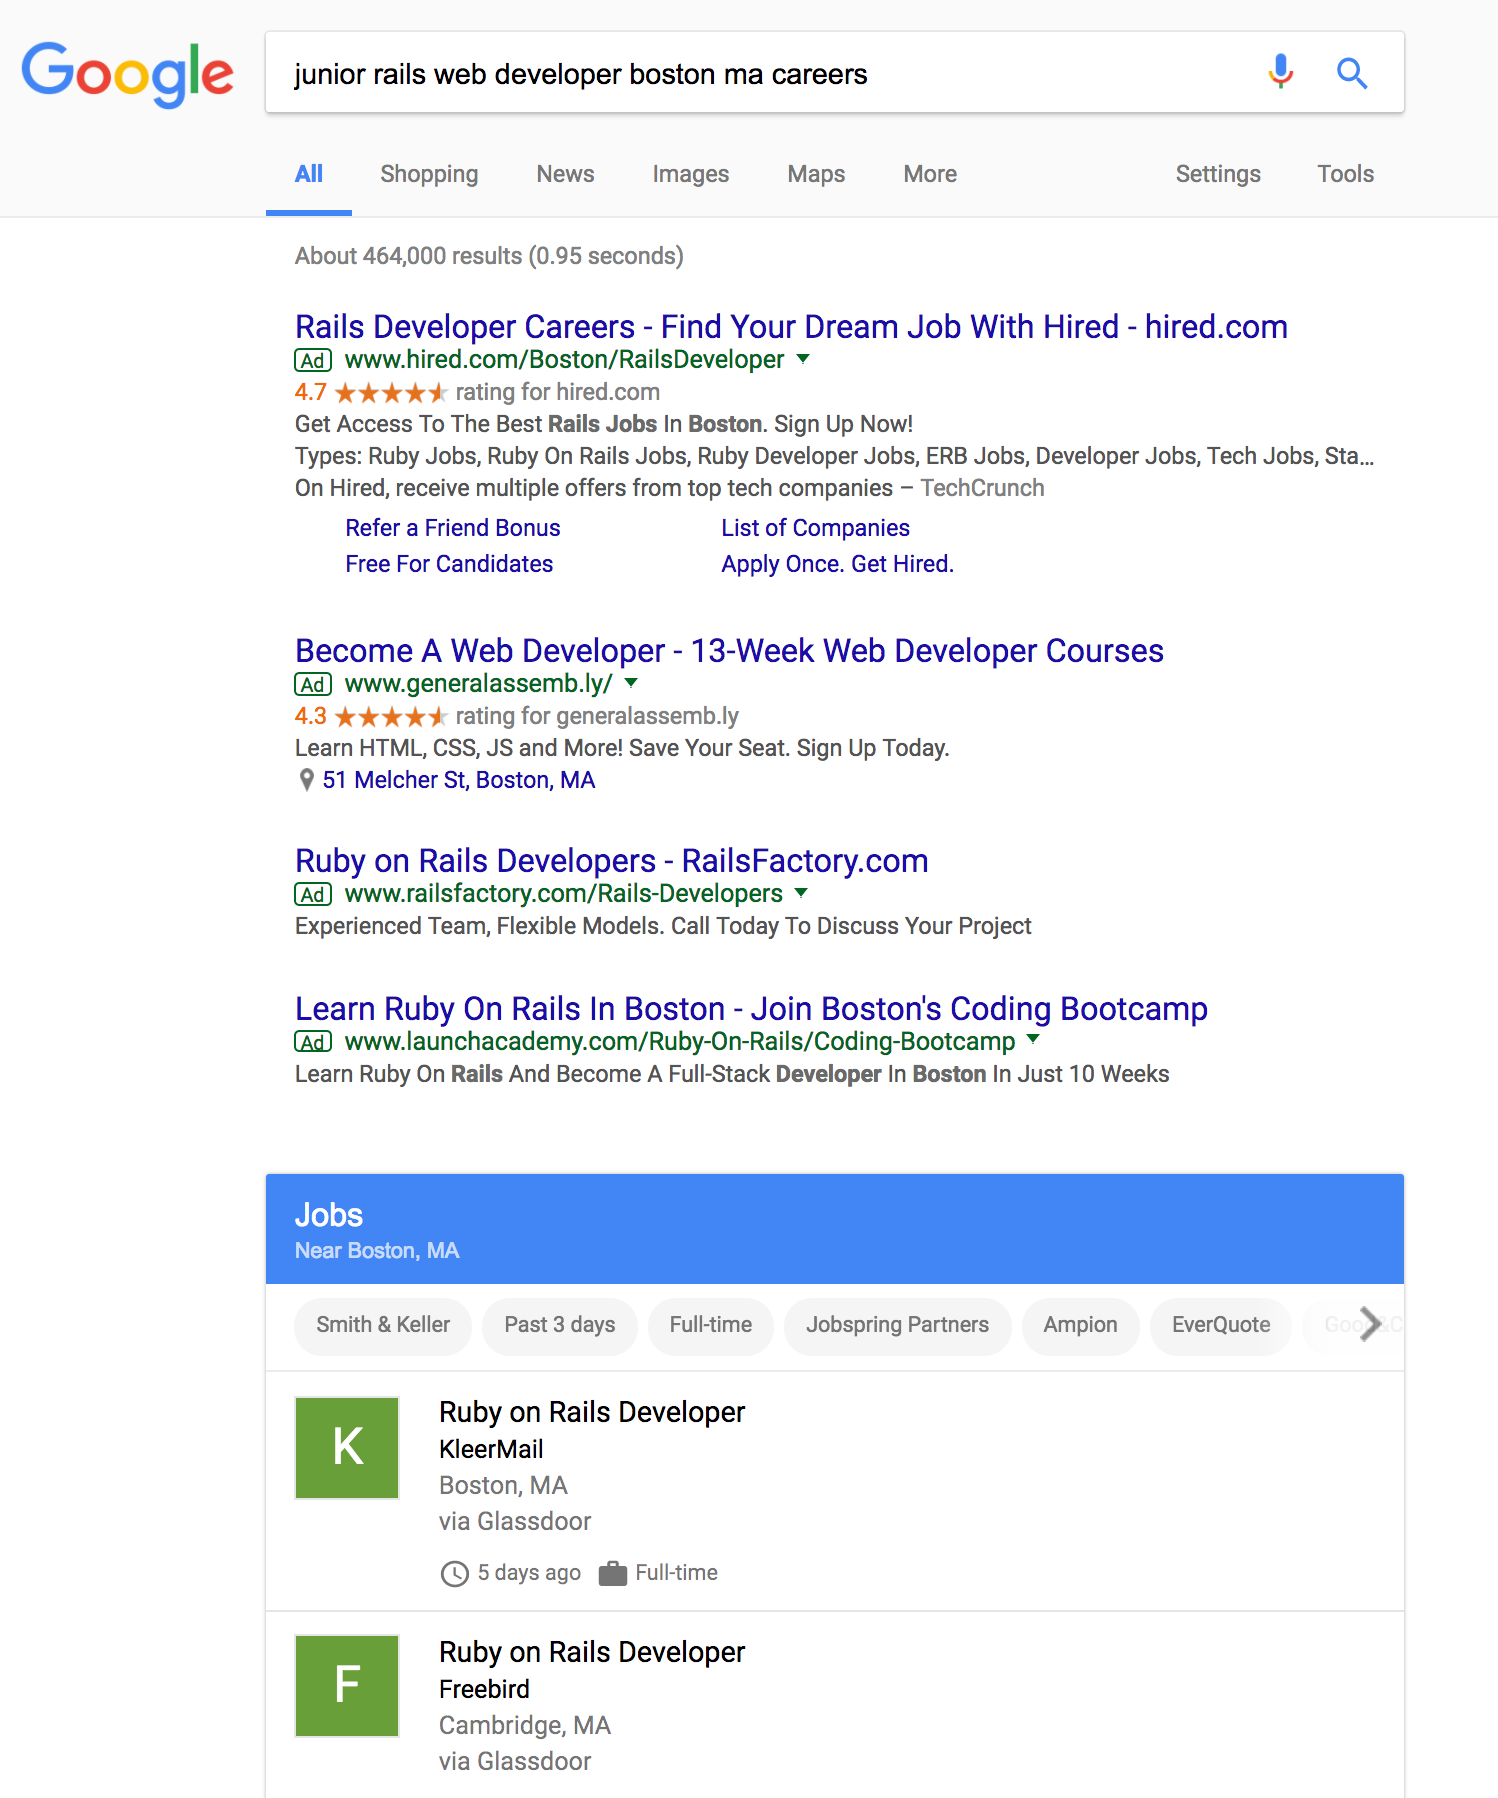 Google
junior rails web developer boston ma careers
All Shopping News Images Maps More Settings Tools
About 464,000 results (0.95 seconds)
Rails Developer Careers - Find Your Dream Job With Hired - hired.com
Ad www.hired.com/Boston/RailsDeveloper
4.7 rating for hired.com
Get Access To The Best Rails Jobs In Boston. Sign Up Now!
Types: Ruby Jobs, Ruby On Rails Jobs, Ruby Developer Jobs, ERB Jobs, Developer Jobs, Tech Jobs, Sta...
On Hired, receive multiple offers from top tech companies – TechCrunch
Refer a Friend Bonus List of Companies
Free For Candidates Apply Once. Get Hired.
Become A Web Developer - 13-Week Web Developer Courses
Ad www.generalassemb.ly/
4.3 rating for generalassemb.ly
Learn HTML, CSS, JS and More! Save Your Seat. Sign Up Today.
51 Melcher St, Boston, MA
Ruby on Rails Developers - RailsFactory.com
Ad www.railsfactory.com/Rails-Developers
Experienced Team, Flexible Models. Call Today To Discuss Your Project
Learn Ruby On Rails In Boston - Join Boston's Coding Bootcamp
Ad www.launchacademy.com/Ruby-On-Rails/Coding-Bootcamp
Learn Ruby On Rails And Become A Full-Stack Developer In Boston In Just 10 Weeks
Jobs
Near Boston, MA
Smith & Keller Past 3 days Full-time Jobspring Partners Ampion EverQuote
K
Ruby on Rails Developer
KleerMail
Boston, MA
via Glassdoor
5 days ago Full-time
F
Ruby on Rails Developer
Freebird
Cambridge, MA
via Glassdoor